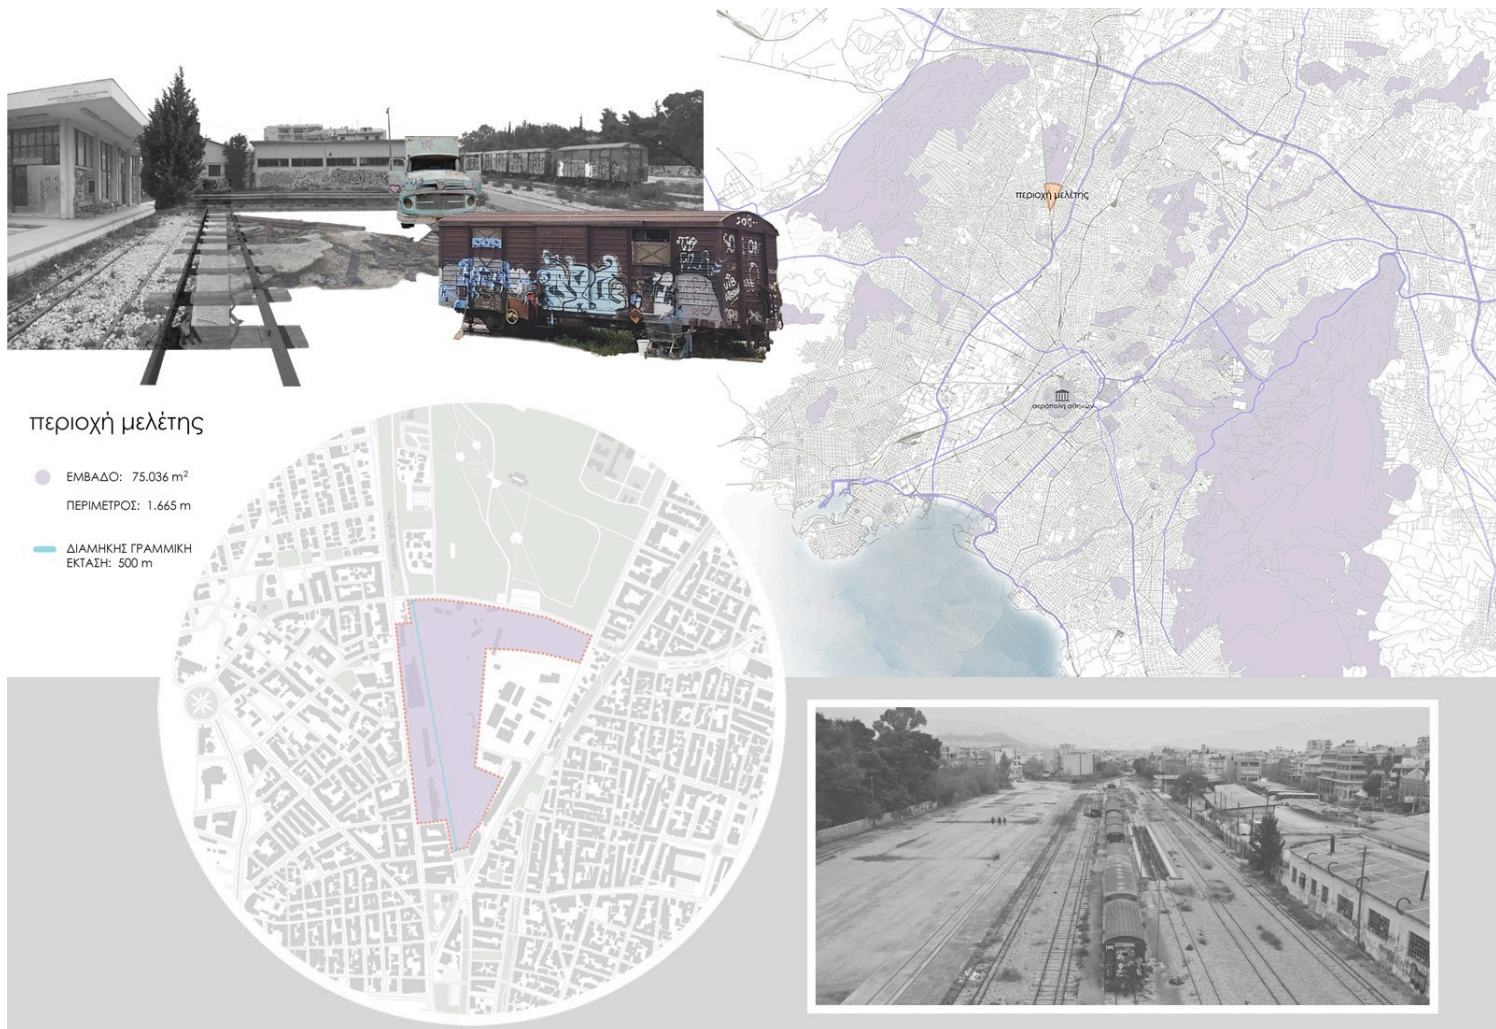 περιοχή μελέτης
ακρόπολη αθηνών
περιοχή μελέτης
ΕΜΒΑΔΟ: 75.036 m²
ΠΕΡΙΜΕΤΡΟΣ: 1.665 m
ΔΙΑΜΗΚΗΣ ΓΡΑΜΜΙΚΗ
ΕΚΤΑΣΗ: 500 m